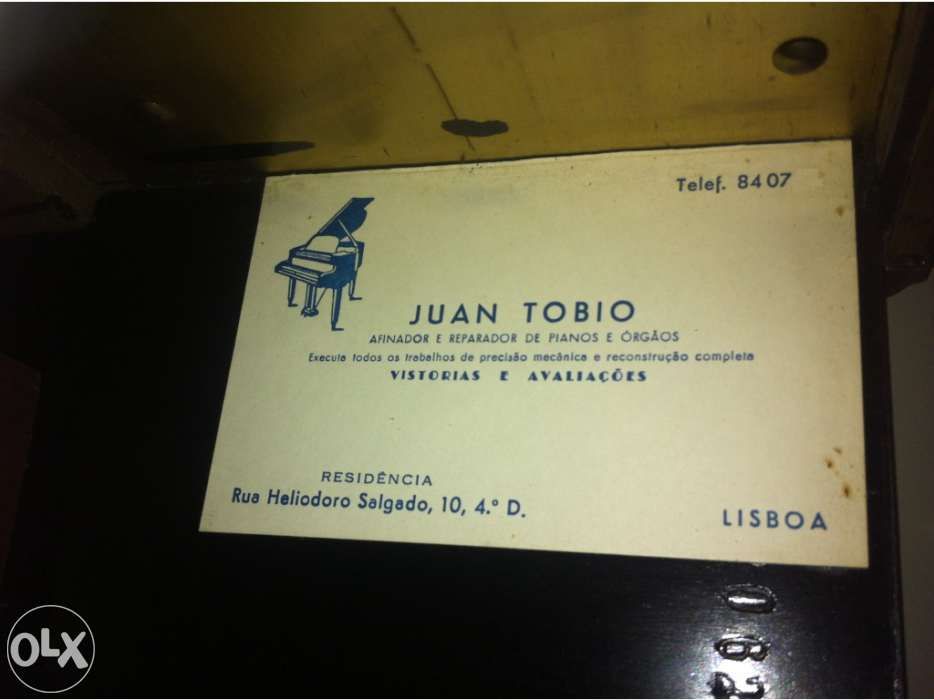 Telef. 8407
JUAN TOBIO
AFINADOR E REPARADOR DE PIANOS E ÓRGÃOS
Executa todos os trabalhos de precisão mecânica e reconstrução completa
VISTORIAS E AVALIAÇÕES
RESIDÊNCIA
Rua Heliodoro Salgado, 10, 4.º D.
LISBOA
OLX